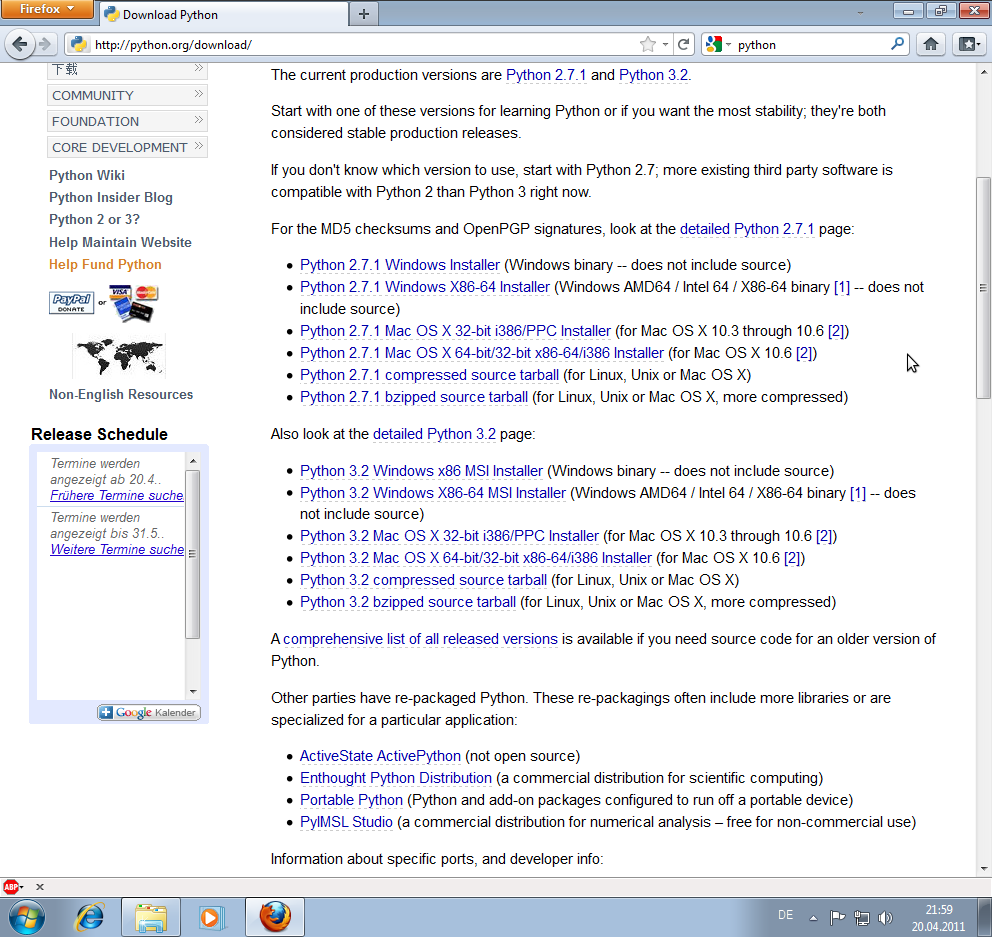 Firefox
Download Python
http://python.org/download/
python
下载
COMMUNITY
FOUNDATION
CORE DEVELOPMENT
Python Wiki
Python Insider Blog
Python 2 or 3?
Help Maintain Website
Help Fund Python
PayPal
DONATE
or
VISA
MasterCard
Non-English Resources
Release Schedule
Termine werden
angezeigt ab 20.4..
Frühere Termine suche
Termine werden
angezeigt bis 31.5..
Weitere Termine suche
Google Kalender
The current production versions are Python 2.7.1 and Python 3.2.
Start with one of these versions for learning Python or if you want the most stability; they're both
considered stable production releases.
If you don't know which version to use, start with Python 2.7; more existing third party software is
compatible with Python 2 than Python 3 right now.
For the MD5 checksums and OpenPGP signatures, look at the detailed Python 2.7.1 page:
Python 2.7.1 Windows Installer (Windows binary -- does not include source)
Python 2.7.1 Windows X86-64 Installer (Windows AMD64 / Intel 64 / X86-64 binary [1] -- does not
include source)
Python 2.7.1 Mac OS X 32-bit i386/PPC Installer (for Mac OS X 10.3 through 10.6 [2])
Python 2.7.1 Mac OS X 64-bit/32-bit x86-64/i386 Installer (for Mac OS X 10.6 [2])
Python 2.7.1 compressed source tarball (for Linux, Unix or Mac OS X)
Python 2.7.1 bzipped source tarball (for Linux, Unix or Mac OS X, more compressed)
Also look at the detailed Python 3.2 page:
Python 3.2 Windows x86 MSI Installer (Windows binary -- does not include source)
Python 3.2 Windows X86-64 MSI Installer (Windows AMD64 / Intel 64 / X86-64 binary [1] -- does
not include source)
Python 3.2 Mac OS X 32-bit i386/PPC Installer (for Mac OS X 10.3 through 10.6 [2])
Python 3.2 Mac OS X 64-bit/32-bit x86-64/i386 Installer (for Mac OS X 10.6 [2])
Python 3.2 compressed source tarball (for Linux, Unix or Mac OS X)
Python 3.2 bzipped source tarball (for Linux, Unix or Mac OS X, more compressed)
A comprehensive list of all released versions is available if you need source code for an older version of
Python.
Other parties have re-packaged Python. These re-packagings often include more libraries or are
specialized for a particular application:
ActiveState ActivePython (not open source)
Enthought Python Distribution (a commercial distribution for scientific computing)
Portable Python (Python and add-on packages configured to run off a portable device)
PyIMSL Studio (a commercial distribution for numerical analysis – free for non-commercial use)
Information about specific ports, and developer info:
ABP
DE
21:59
20.04.2011